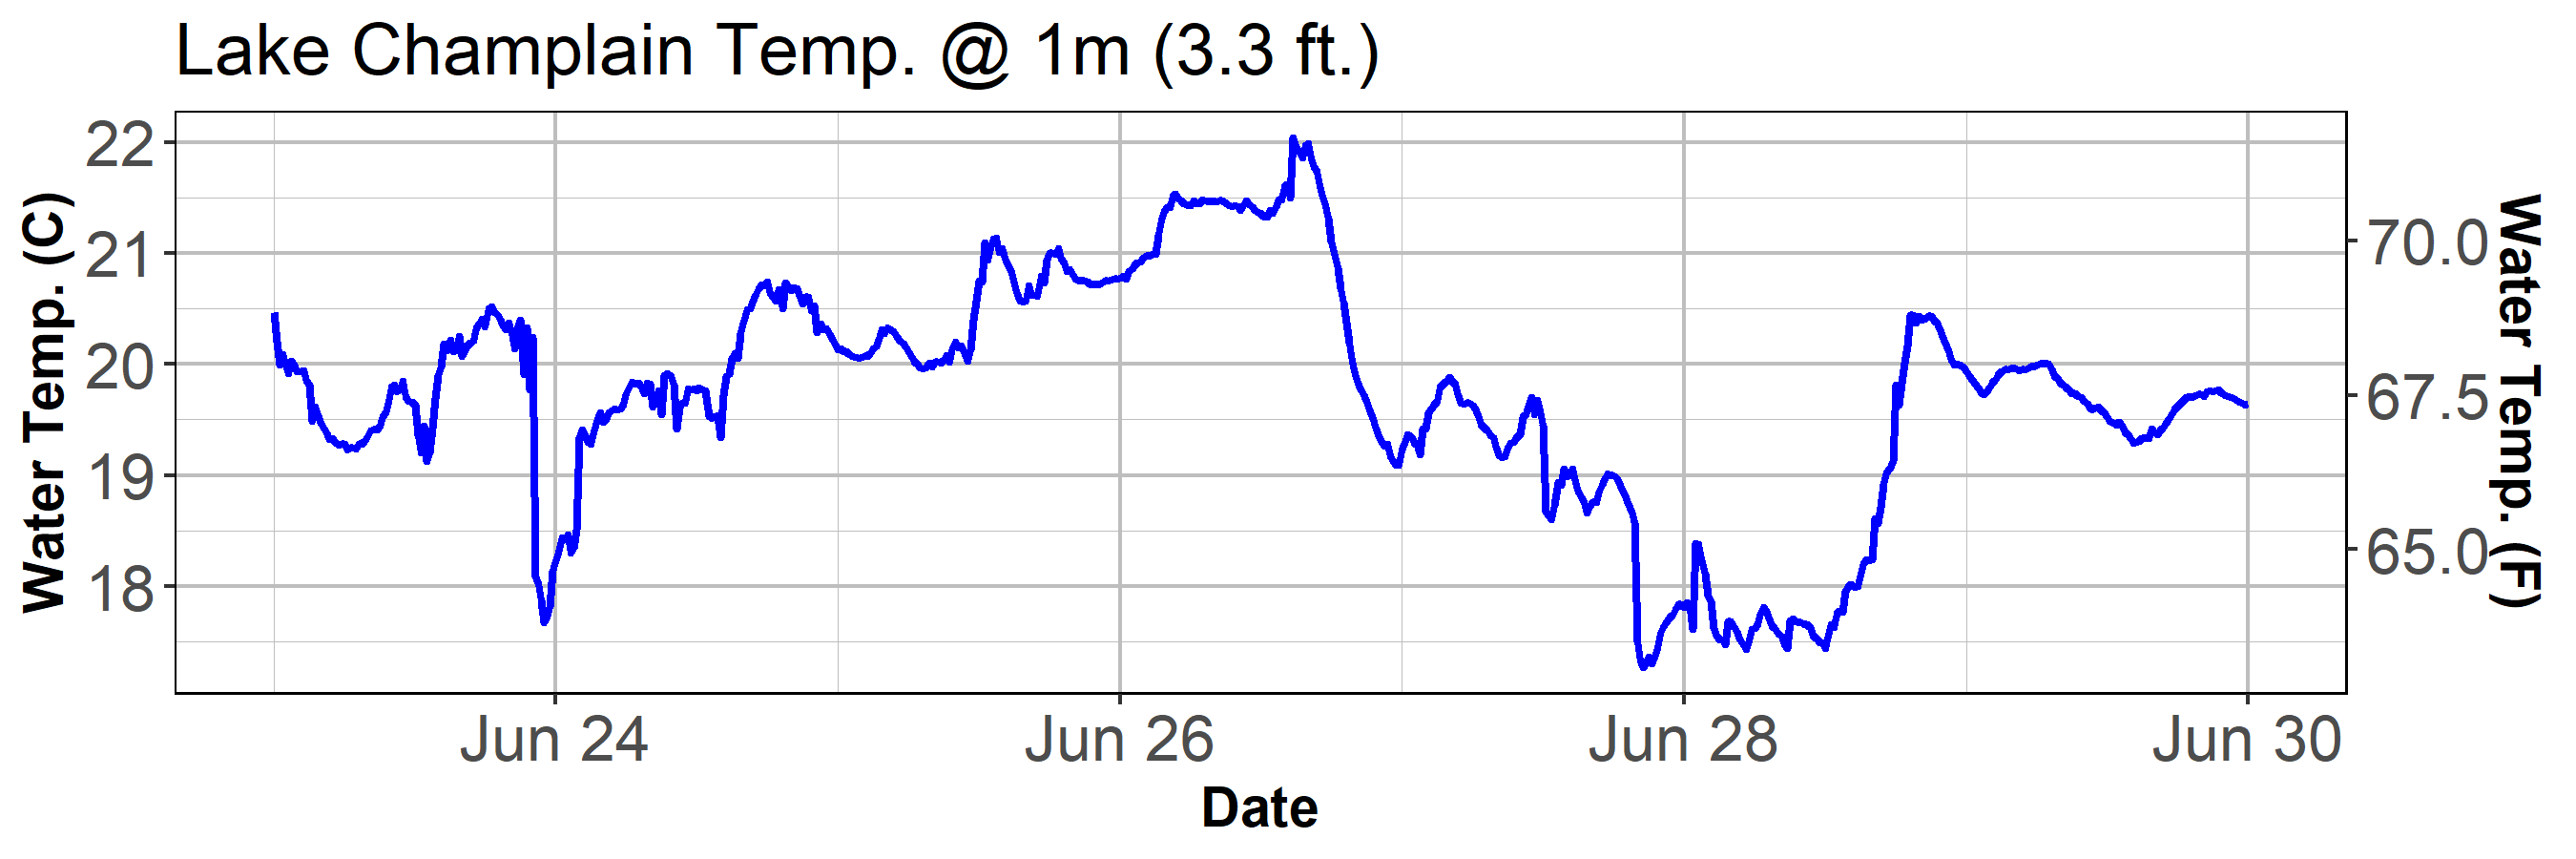 Lake Champlain Temp. @ 1m (3.3 ft.)
Water Temp. (C)
22
21
20
19
18
70.0
67.5
65.0
Water Temp. (F)
Jun 24
Jun 26
Jun 28
Jun 30
Date